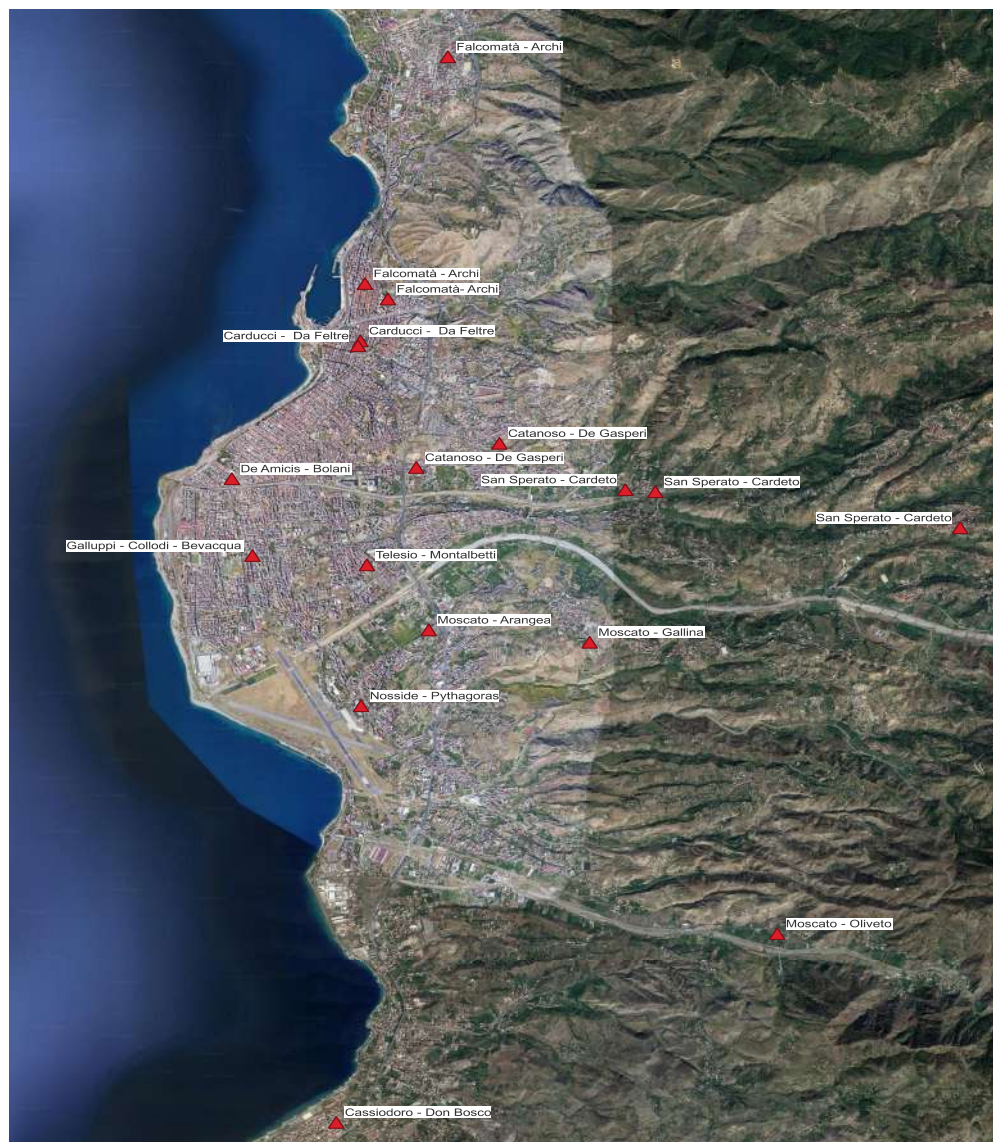 Falcomatà - Archi
Falcomatà - Archi
Falcomatà- Archi
Carducci - Da Feltre
Carducci - Da Feltre
Catanoso - De Gasperi
Catanoso - De Gasperi
De Amicis - Bolani
San Sperato - Cardeto
San Sperato - Cardeto
San Sperato - Cardeto
Galluppi - Collodi - Bevacqua
Telesio - Montalbetti
Moscato - Arangea
Moscato - Gallina
Nosside - Pythagoras
Moscato - Oliveto
Cassiodoro - Don Bosco